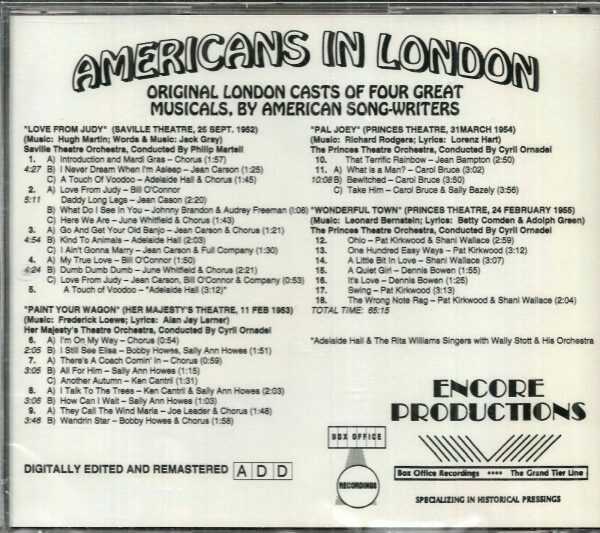 AMERICANS IN LONDON
ORIGINAL LONDON CASTS OF FOUR GREAT
MUSICALS, BY AMERICAN SONG-WRITERS
"LOVE FROM JUDY" (SAVILLE THEATRE, 25 SEPT. 1952)
(Music: Hugh Martin; Words & Music: Jack Gray)
Saville Theatre Orchestra, Conducted By Philip Martell
1. A) Introduction and Mardi Gras – Chorus (1:57)
4:27 B) I Never Dream When I'm Asleep – Jean Carson (1:25)
C) A Touch of Voodoo – Adelaide Hall & Chorus (1:45)
2. A) Love From Judy – Bill O'Connor
5:11 Daddy Long Legs – Jean Cason (2:20)
B) What Do I See in You – Johnny Brandon & Audrey Freeman (1:06)
C) Here We Are – June Whitfield & Chorus (1:43)
3. A) Go And Get Your Old Banjo – Jean Carson & Chorus (1:21)
4:54 B) Kind To Animals – Adelaide Hall (2:03)
C) I Ain't Gonna Marry – Jean Carson & Full Company (1:30)
4. A) My True Love – Bill O'Connor (1:50)
4:24 B) Dumb Dumb Dumb – June Whitfield & Chorus (2:21)
C) Love From Judy – Jean Carson, Bill O'Connor & Company
5. A Touch of Voodoo – "Adelaide Hall (3:12)"
"PAINT YOUR WAGON" (HER MAJESTY'S THEATRE, 11 FEB 1953)
(Music: Frederick Loewe; Lyrics: Alan Jay Lerner)
Her Majesty's Theatre Orchestra, Conducted By Cyril Ornadel
6. A) I'm On My Way – Chorus (0:54)
2:05 B) I Still See Elisa – Bobby Howes, Sally Ann Howes (1:51)
7. A) There's A Coach Comin' In – Chorus (0:59)
3:05 B) All For Him – Sally Ann Howes (1:15)
C) Another Autumn – Ken Cantril (1:31)
8. A) I Talk To The Trees – Ken Cantril & Sally Ann Howes (2:03)
3:06 B) How Can I Wait – Sally Ann Howes (1:03)
9. A) They Call The Wind Maria – Joe Leader & Chorus (1:48)
3:46 B) Wandrin Star – Bobby Howes & Chorus (1:58)
DIGITALLY EDITED AND REMASTERED A D D
"PAL JOEY" (PRINCES THEATRE, 31MARCH 1954)
(Music: Richard Rodgers; Lyrics: Lorenz Hart)
The Princes Theatre Orchestra, Conducted By Cyril Ornadel
10. That Terrific Rainbow – Jean Bampton (2:50)
11. A) What is a Man? – Carol Bruce (3:02)
10:08 B) Bewitched – Carol Bruce (3:50)
C) Take Him – Carol Bruce & Sally Bazely (3:56)
"WONDERFUL TOWN" (PRINCES THEATRE, 24 FEBRUARY 1955)
(Music: Leonard Bernstein; Lyrics: Betty Comden & Adolph Green)
The Princes Theatre Orchestra, Conducted By Cyril Ornadel
12. Ohio – Pat Kirkwood & Shani Wallace (2:59)
13. One Hundred Easy Ways – Pat Kirkwood (3:12)
14. A Little Bit In Love – Shani Wallace (3:07)
15. A Quiet Girl – Dennis Bowen (1:55)
16. It's Love – Dennis Bowen (1:25)
17. Swing – Pat Kirkwood (3:13)
18. The Wrong Note Rag – Pat Kirkwood & Shani Wallace (2:04)
TOTAL TIME: 65:15
"Adelaide Hall & The Rita Williams Singers with Wally Stott & His Orchestra
BOX OFFICE
RECORDINGS
ENCORE
PRODUCTIONS
Box Office Recordings **** The Grand Tier Line
SPECIALIZING IN HISTORICAL PRESSINGS